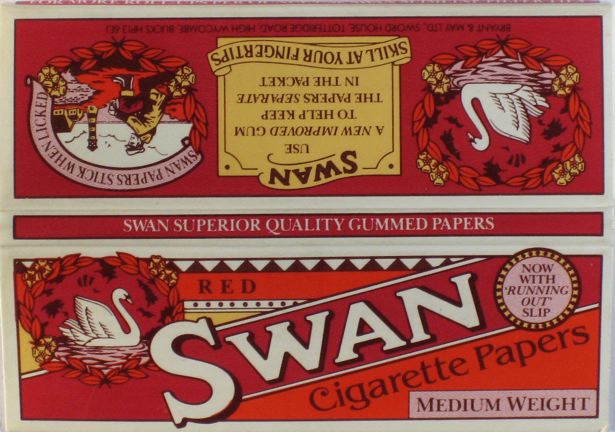 SWAN
USE
A NEW IMPROVED GUM
TO HELP KEEP
THE PAPERS SEPARATE
IN THE PACKET
SKILL AT YOUR FINGERTIPS
SWAN PAPERS STICK WHEN LICKED
BRYANT & MAY LTD., SWORD HOUSE, TOTTERIDGE ROAD, HIGH WYCOMBE, BUCKS HP13 6EJ
SWAN SUPERIOR QUALITY GUMMED PAPERS
RED
SWAN
Cigarette Papers
NOW
WITH
'RUNNING
OUT'
SLIP
MEDIUM WEIGHT